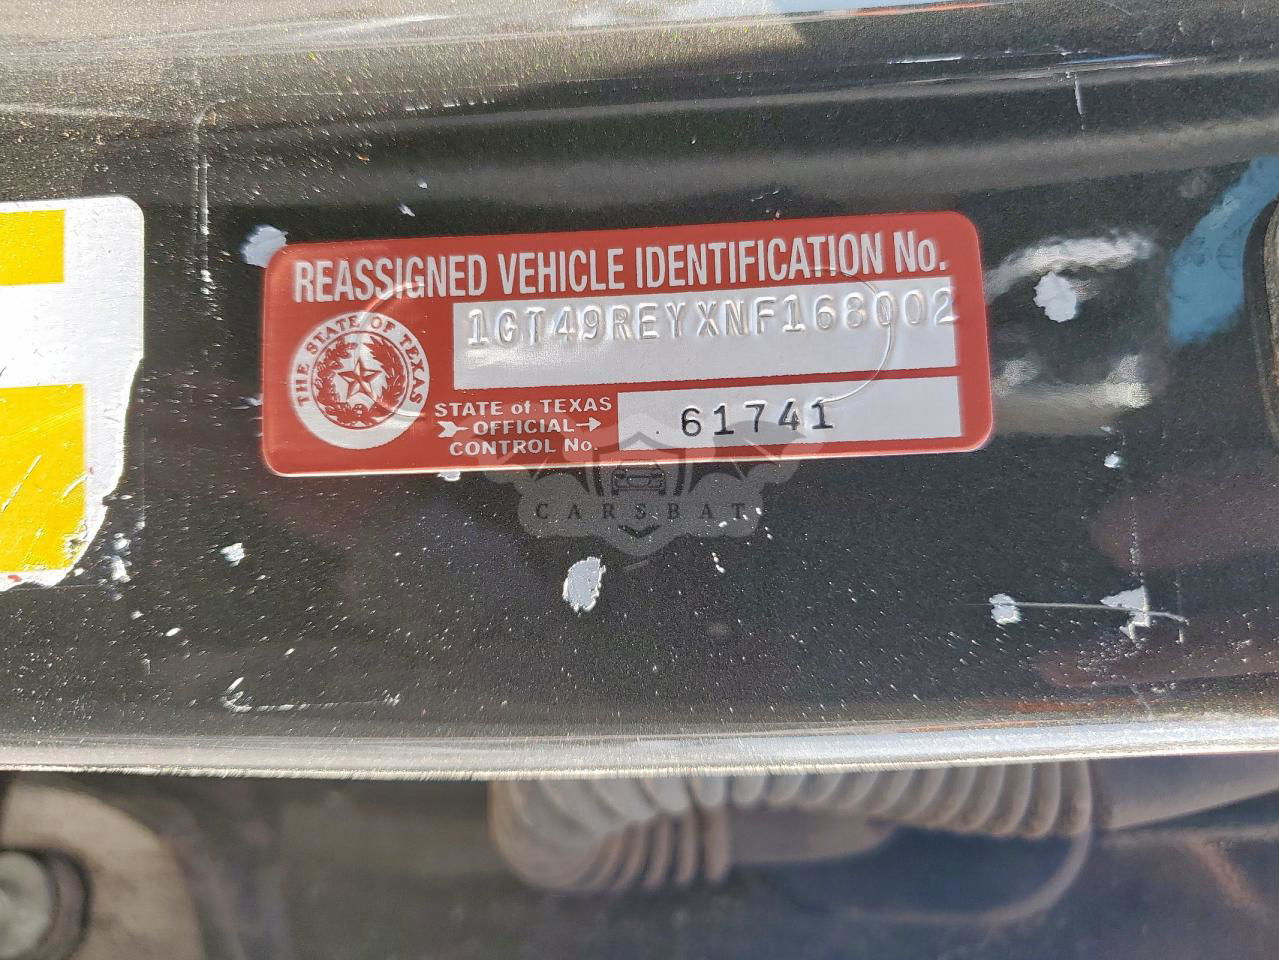 REASSIGNED VEHICLE IDENTIFICATION No.
1GT49REYXNF168002
THE STATE OF TEXAS
STATE of TEXAS
OFFICIAL
CONTROL No.
61741
CARSBAT